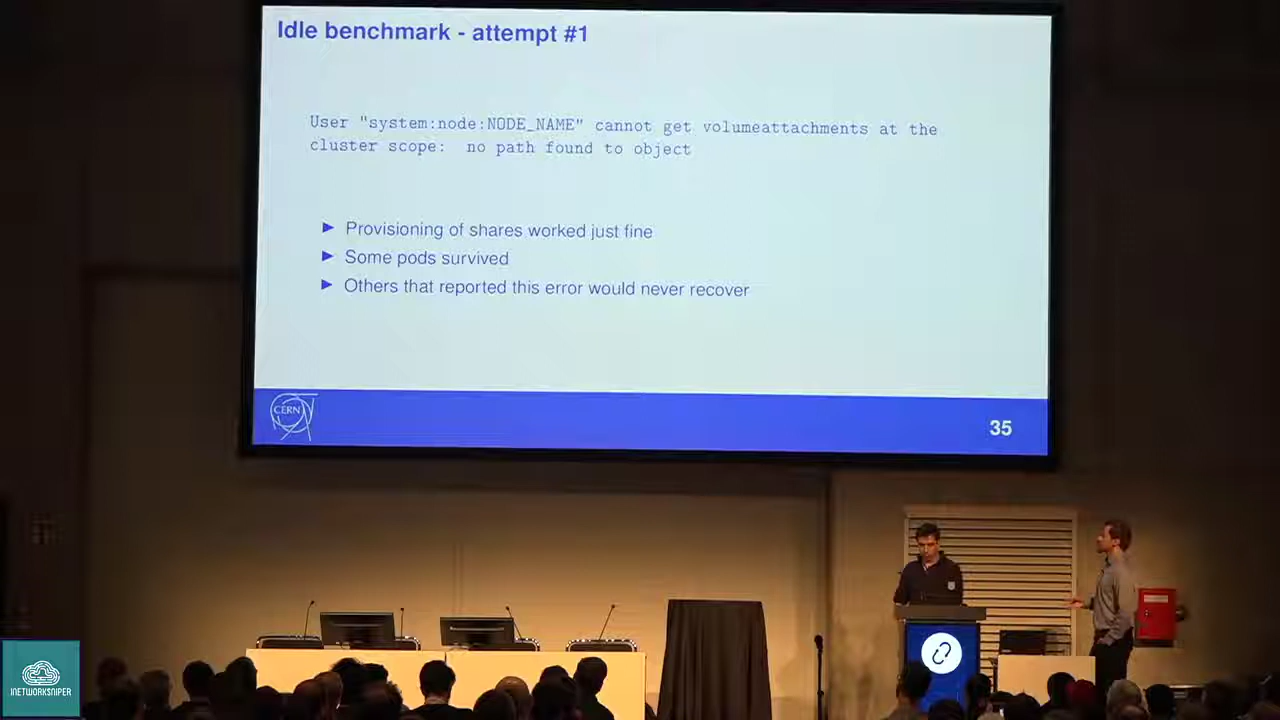 Idle benchmark - attempt #1
User "system:node:NODE_NAME" cannot get volumeattachments at the
cluster scope: no path found to object
▶ Provisioning of shares worked just fine
▶ Some pods survived
▶ Others that reported this error would never recover
CERN
35
INETWORKSNIPER